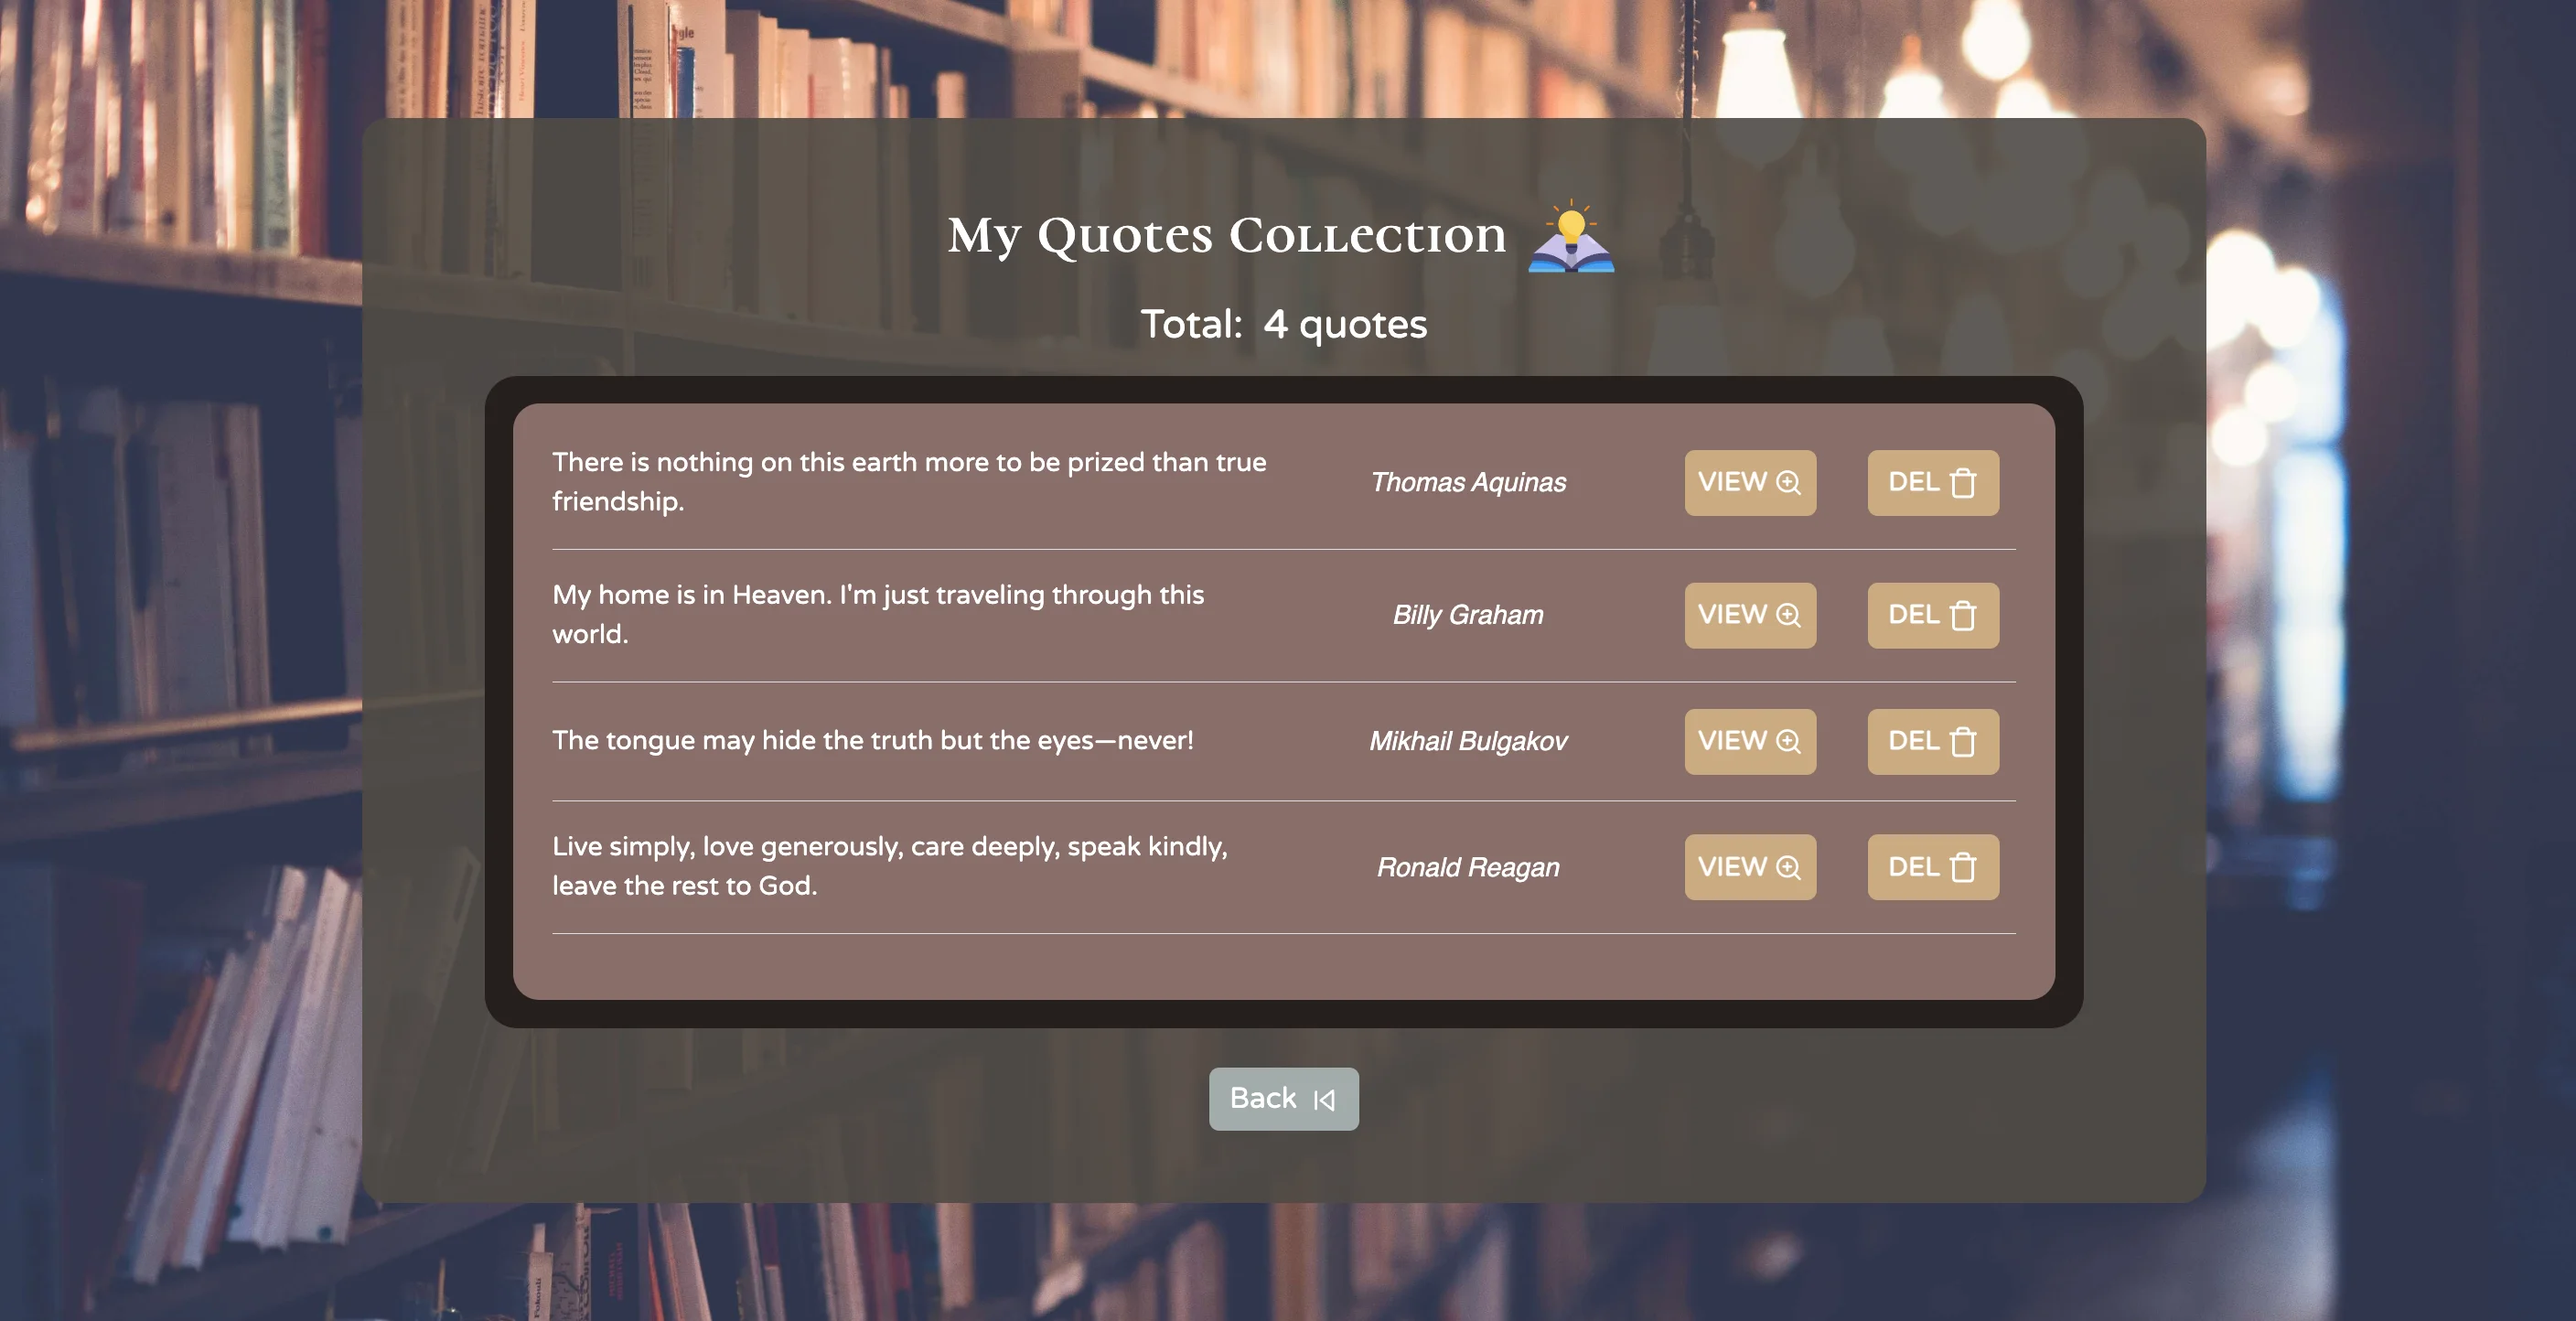 My Quotes Collection
Total: 4 quotes
There is nothing on this earth more to be prized than true
friendship.
Thomas Aquinas
VIEW
DEL
My home is in Heaven. I'm just traveling through this
world.
Billy Graham
VIEW
DEL
The tongue may hide the truth but the eyes—never!
Mikhail Bulgakov
VIEW
DEL
Live simply, love generously, care deeply, speak kindly,
leave the rest to God.
Ronald Reagan
VIEW
DEL
Back